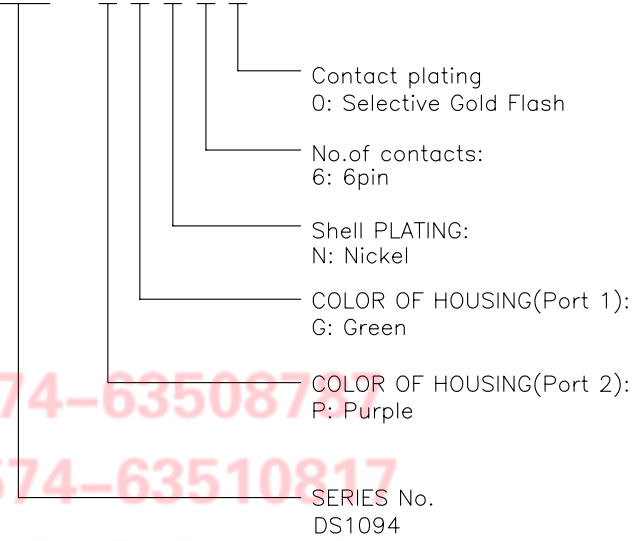 Contact plating
0: Selective Gold Flash
No.of contacts:
6: 6pin
Shell PLATING:
N: Nickel
COLOR OF HOUSING(Port 1):
G: Green
COLOR OF HOUSING(Port 2):
P: Purple
74-63508787
574-63510817
SERIES No.
DS1094